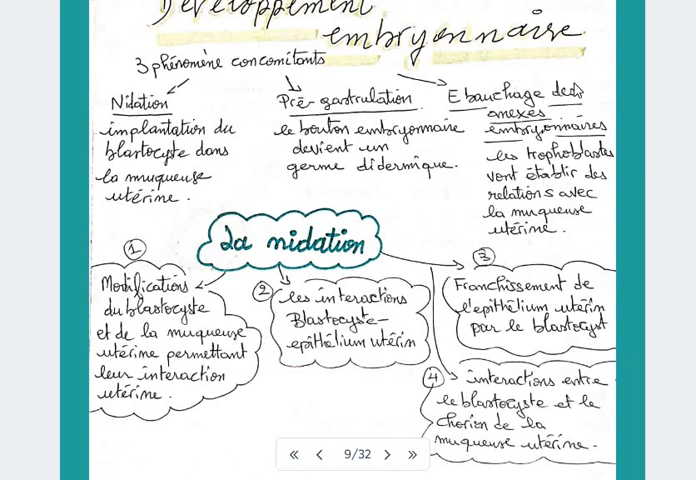 Développement
embryonnaire
3 phénomène concomitants
Nidation
implantation du
blastocyste dans
la muqueuse
utérine.
Pré-gastrulation
le bouton embryonnaire
devient un
germe didermique.
Ebauchage des
anexes
embryonnaires
les trophoblastes
vont établir des
relations avec
la muqueuse
utérine.
La nidation
1
Modifications
du blastocyste
et de la muqueuse
utérine permettant
leur interaction
utérine.
2
les interactions
Blastocyste-
epithélium utérin
3
Franchissement de
l'epithélium utérin
par le blastocyst
4
interactions entre
le blastocyste et le
chorion de la
muqueuse utérine.
9/32